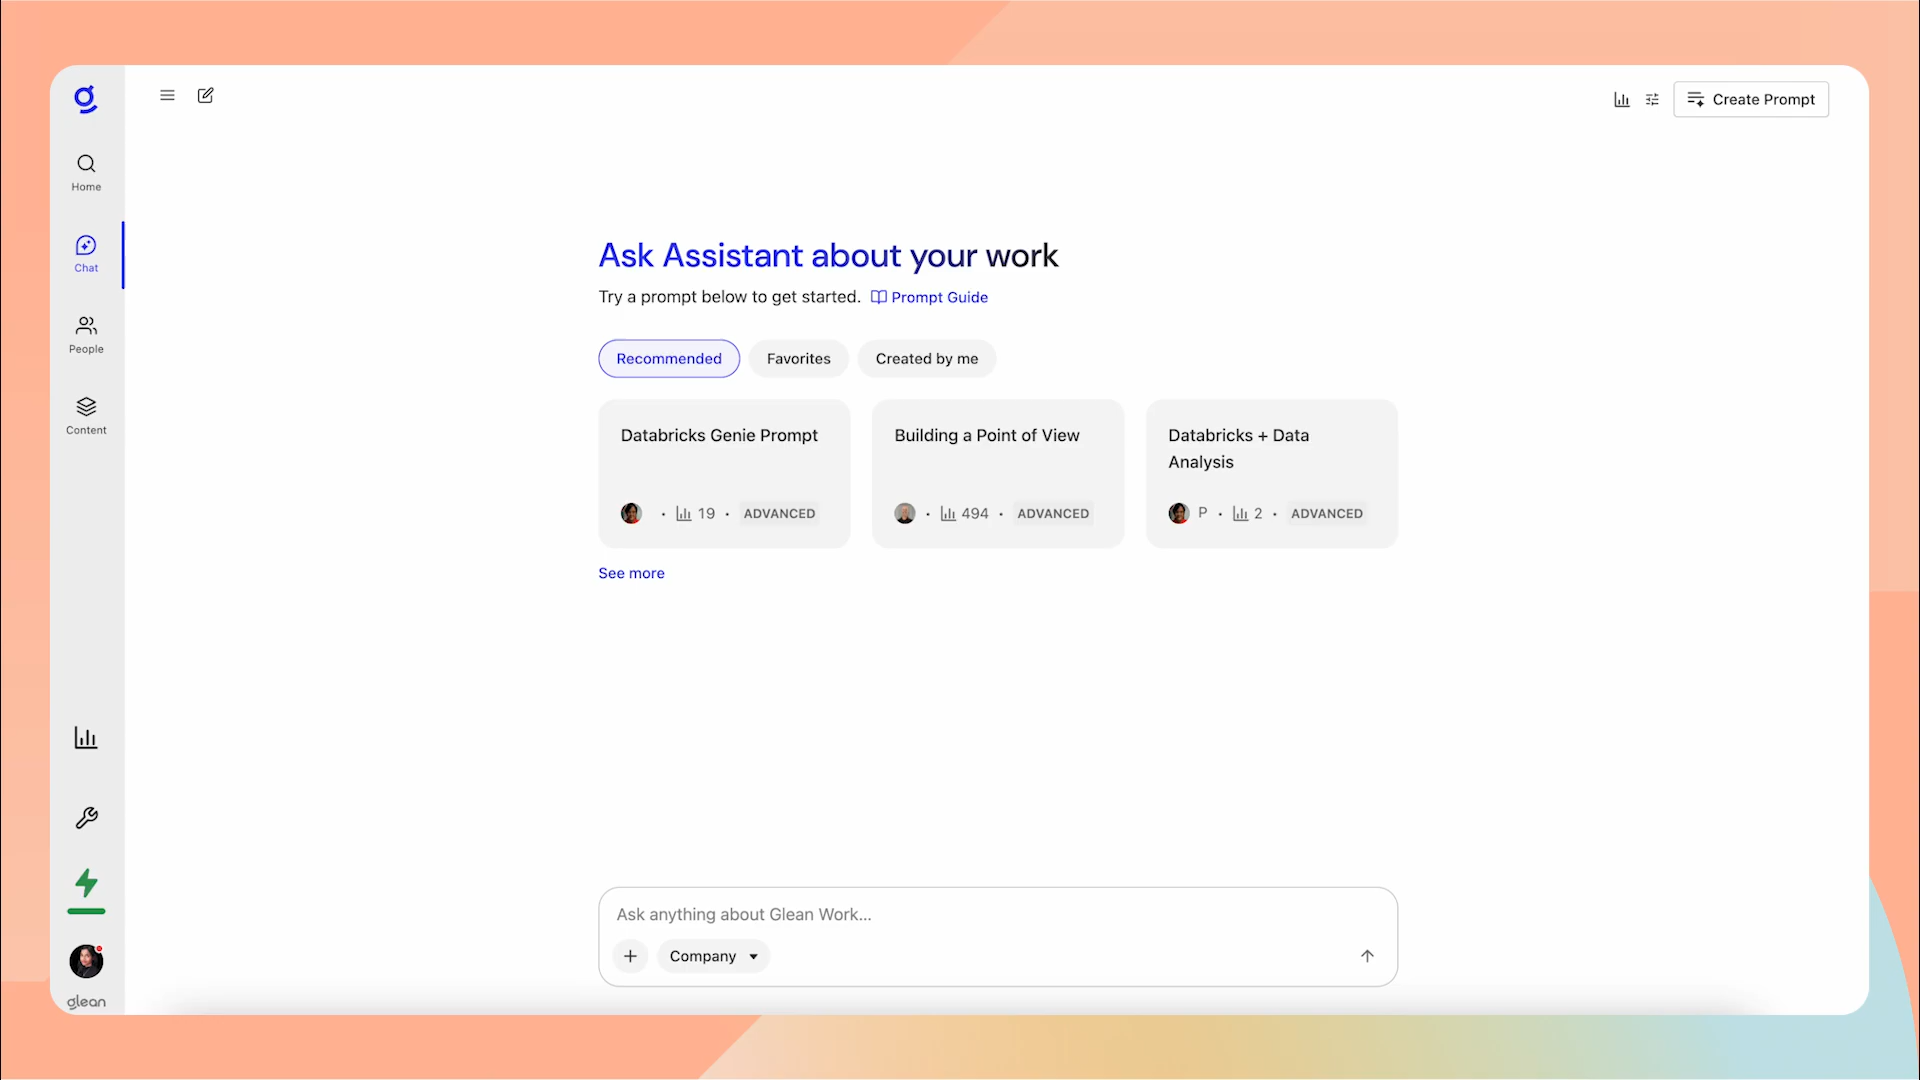 Create Prompt
Home
Chat
People
Content
glean
Ask Assistant about your work
Try a prompt below to get started. Prompt Guide
Recommended Favorites Created by me
Databricks Genie Prompt
19 · ADVANCED
Building a Point of View
494 · ADVANCED
Databricks + Data
Analysis
P · 2 · ADVANCED
See more
Ask anything about Glean Work...
Company